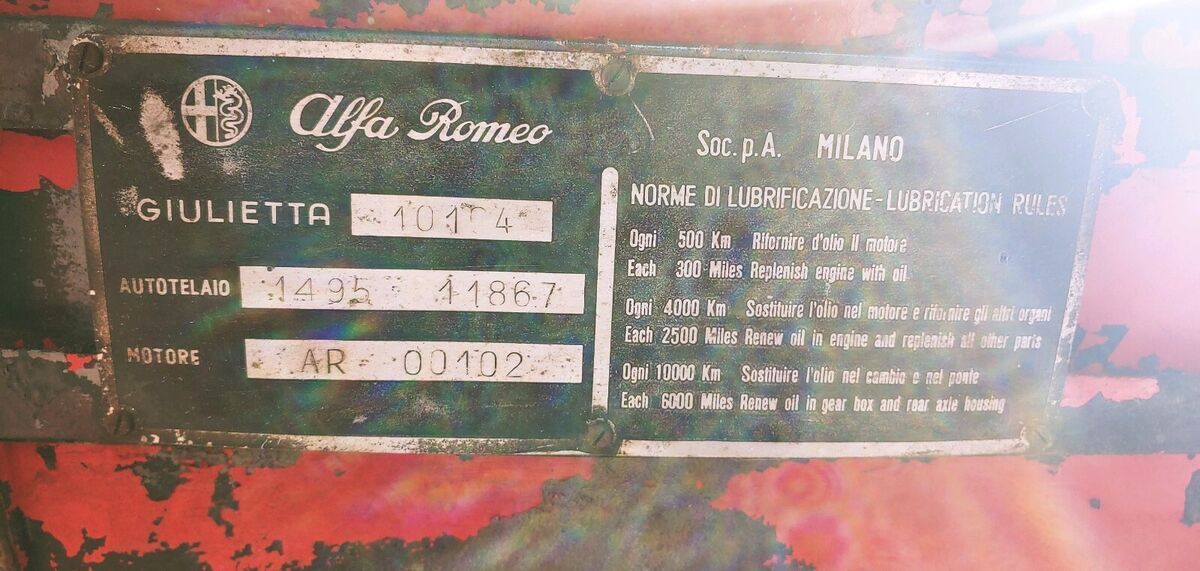 Alfa Romeo
Soc. p. A. MILANO
GIULIETTA
AUTOTELAIO 1495 11867
MOTORE AR 00102
NORME DI LUBRIFICAZIONE - LUBRICATION RULES
Ogni 500 Km Rifornire d'olio il motore
Each 300 Miles Replenish engine with oil
Ogni 4000 Km Sostituire l'olio nel motore e rifornire gli altri organi
Each 2500 Miles Renew oil in engine and replenish all other parts
Ogni 10000 Km Sostituire l'olio nel cambio e nel ponte
Each 6000 Miles Renew oil in gear box and rear axle housing